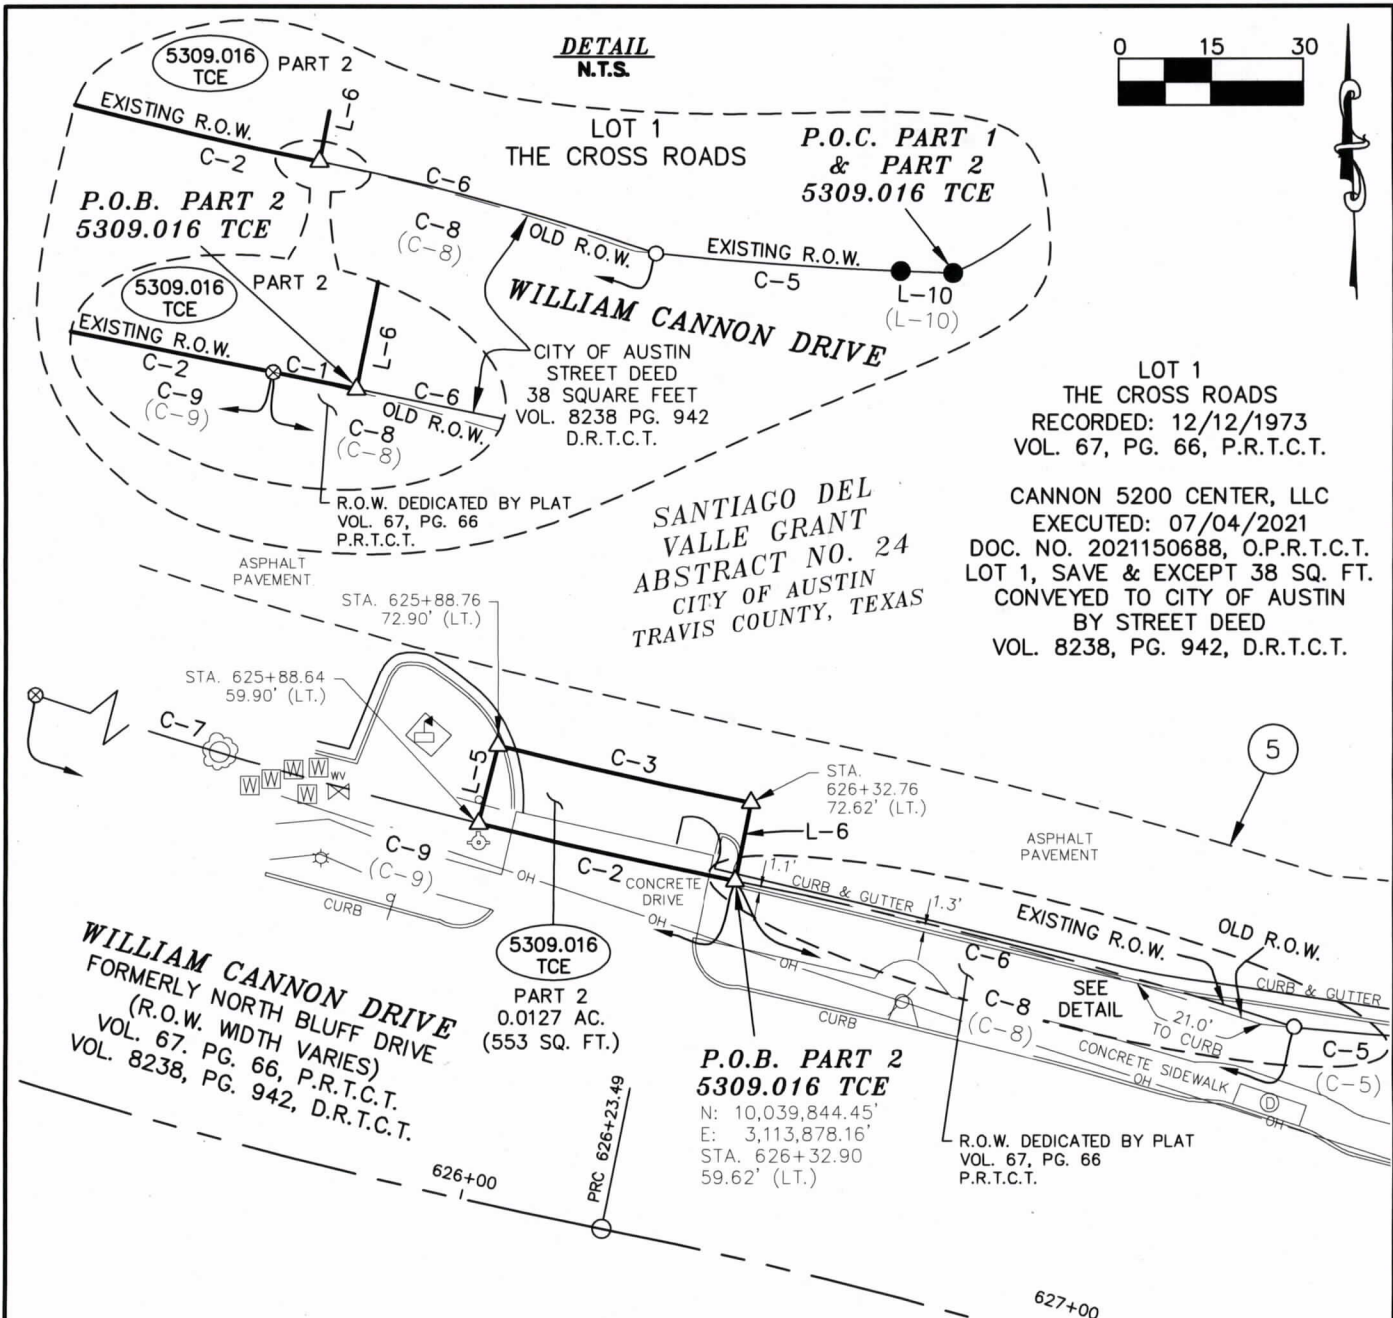 DETAIL
N.T.S.
0 15 30
5309.016
TCE
PART 2
EXISTING R.O.W.
C-2
L-6
LOT 1
THE CROSS ROADS
P.O.C. PART 1
& PART 2
5309.016 TCE
C-6
P.O.B. PART 2
5309.016 TCE
C-8
(C-8)
OLD R.O.W.
EXISTING R.O.W.
C-5
L-10
(L-10)
WILLIAM CANNON DRIVE
5309.016
TCE
PART 2
EXISTING R.O.W.
C-2
C-9
(C-9)
C-1
L-6
C-6
OLD R.O.W.
C-8
(C-8)
CITY OF AUSTIN
STREET DEED
38 SQUARE FEET
VOL. 8238 PG. 942
D.R.T.C.T.
R.O.W. DEDICATED BY PLAT
VOL. 67, PG. 66
P.R.T.C.T.
LOT 1
THE CROSS ROADS
RECORDED: 12/12/1973
VOL. 67, PG. 66, P.R.T.C.T.
CANNON 5200 CENTER, LLC
EXECUTED: 07/04/2021
DOC. NO. 2021150688, O.P.R.T.C.T.
LOT 1, SAVE & EXCEPT 38 SQ. FT.
CONVEYED TO CITY OF AUSTIN
BY STREET DEED
VOL. 8238, PG. 942, D.R.T.C.T.
SANTIAGO DEL
VALLE GRANT
ABSTRACT NO. 24
CITY OF AUSTIN
TRAVIS COUNTY, TEXAS
ASPHALT
PAVEMENT
STA. 625+88.76
72.90' (LT.)
STA. 625+88.64
59.90' (LT.)
C-7
W W W W W
WV
L-5
C-3
STA.
626+32.76
72.62' (LT.)
L-6
5
ASPHALT
PAVEMENT
C-9
(C-9)
CURB
OH
C-2
CONCRETE
DRIVE
OH
1.1'
CURB & GUTTER
1.3'
EXISTING R.O.W.
OLD R.O.W.
C-6
OH
SEE
DETAIL
C-8
(C-8)
CURB & GUTTER
21.0'
TO CURB
C-5
(C-5)
CURB
CONCRETE SIDEWALK
OH
D
OH
5309.016
TCE
PART 2
0.0127 AC.
(553 SQ. FT.)
WILLIAM CANNON DRIVE
FORMERLY NORTH BLUFF DRIVE
(R.O.W. WIDTH VARIES)
VOL. 67. PG. 66, P.R.T.C.T.
VOL. 8238, PG. 942, D.R.T.C.T.
P.O.B. PART 2
5309.016 TCE
N: 10,039,844.45'
E: 3,113,878.16'
STA. 626+32.90
59.62' (LT.)
R.O.W. DEDICATED BY PLAT
VOL. 67, PG. 66
P.R.T.C.T.
626+00
PRC 626+23.49
627+00